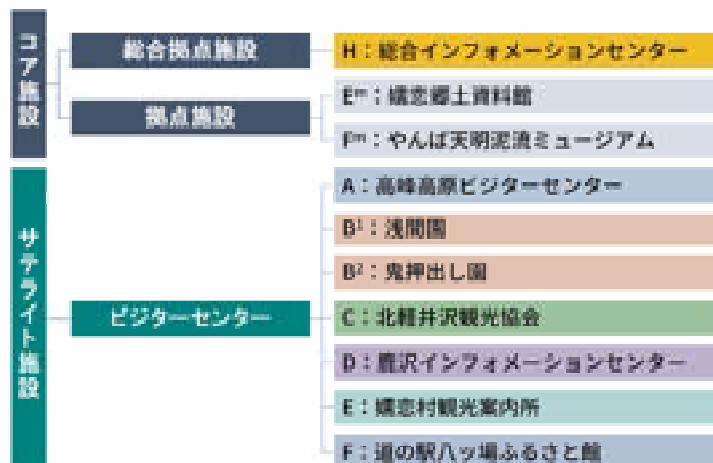 コア施設
総合拠点施設
H：総合インフォメーションセンター
拠点施設
Eᵐ：嬬恋郷土資料館
Fᵐ：やんば天明泥流ミュージアム
サテライト施設
ビジターセンター
A：高峰高原ビジターセンター
B¹：浅間園
B²：鬼押出し園
C：北軽井沢観光協会
D：鹿沢インフォメーションセンター
E：嬬恋村観光案内所
F：道の駅八ッ場ふるさと館